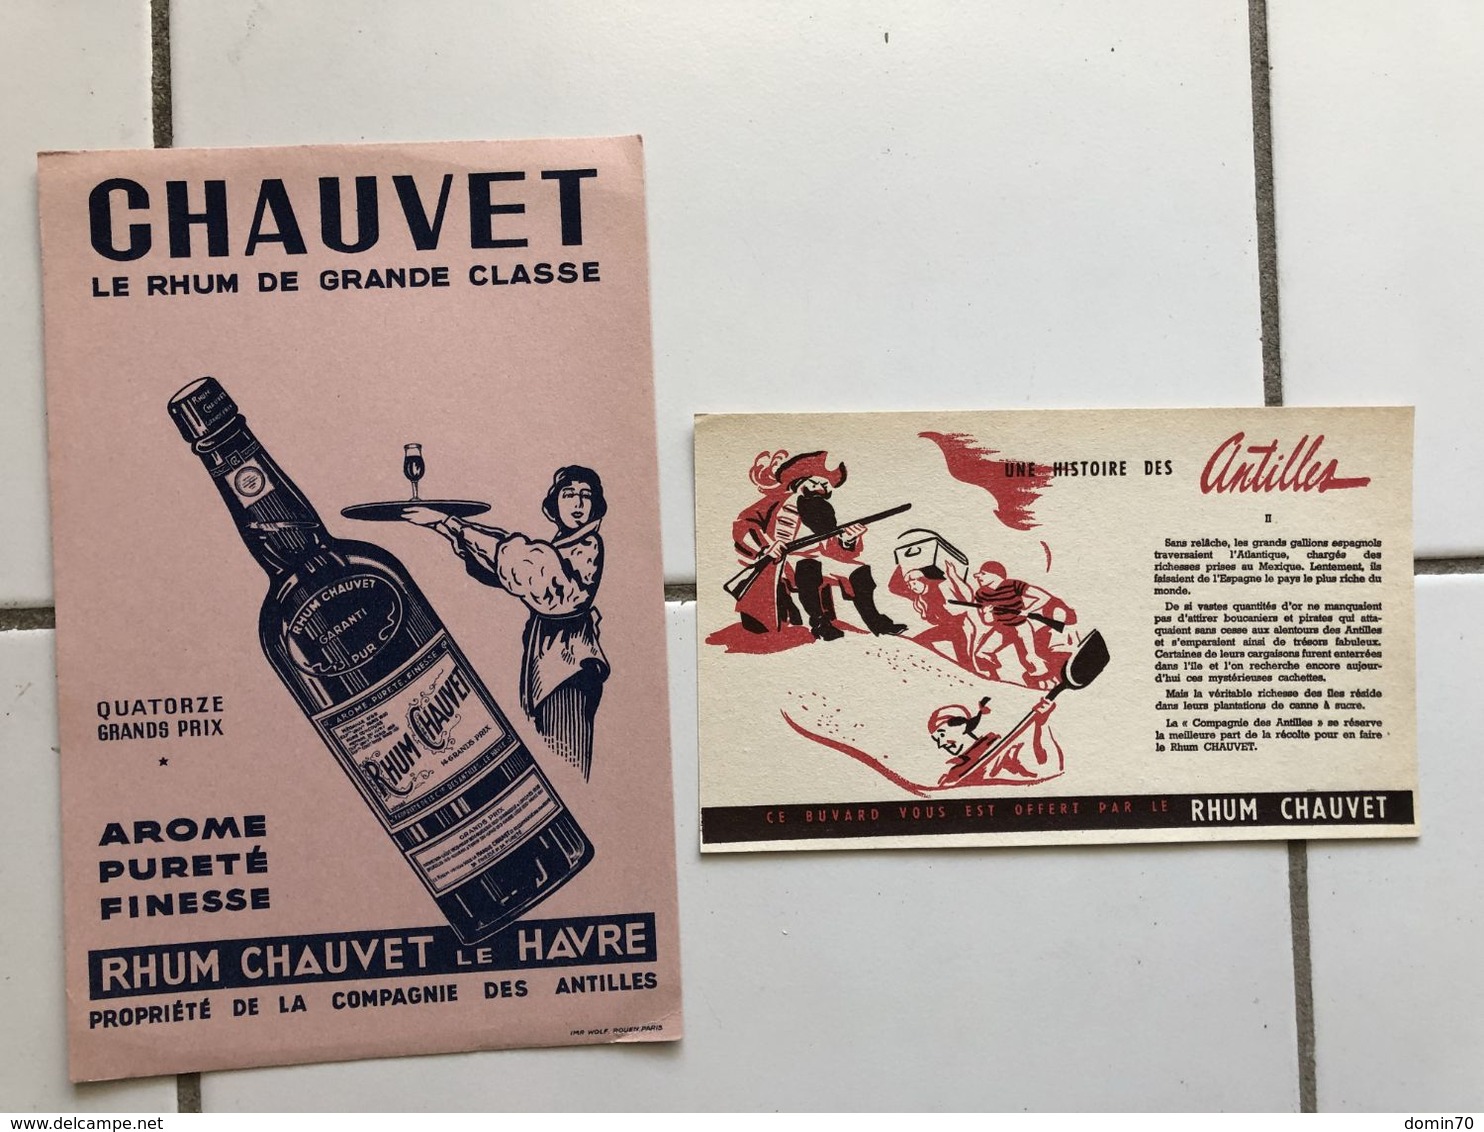 CHAUVET
LE RHUM DE GRANDE CLASSE
RHUM
CHAUVET
RHUM CHAUVET
GARANTI
PUR
AROME, PURETÉ, FINESSE
RHUM CHAUVET
14 GRANDS PRIX
GRANDS PRIX
QUATORZE
GRANDS PRIX
AROME
PURETÉ
FINESSE
RHUM CHAUVET LE HAVRE
PROPRIÉTÉ DE LA COMPAGNIE DES ANTILLES
IMP. WOLF, ROUEN, PARIS
UNE HISTOIRE DES Antilles
II
Sans relâche, les grands gallions espagnols
traversaient l'Atlantique, chargés des
richesses prises au Mexique. Lentement, ils
faisaient de l'Espagne le pays le plus riche du
monde.
De si vastes quantités d'or ne manquaient
pas d'attirer boucaniers et pirates qui atta-
quaient sans cesse aux alentours des Antilles
et s'emparaient ainsi de trésors fabuleux.
Certaines de leurs cargaisons furent enterrées
dans l'île et l'on recherche encore aujour-
d'hui ces mystérieuses cachettes.
Mais la véritable richesse des îles réside
dans leurs plantations de canne à sucre.
La « Compagnie des Antilles » se réserve
la meilleure part de la récolte pour en faire
le Rhum CHAUVET.
CE BUVARD VOUS EST OFFERT PAR LE RHUM CHAUVET
domin70